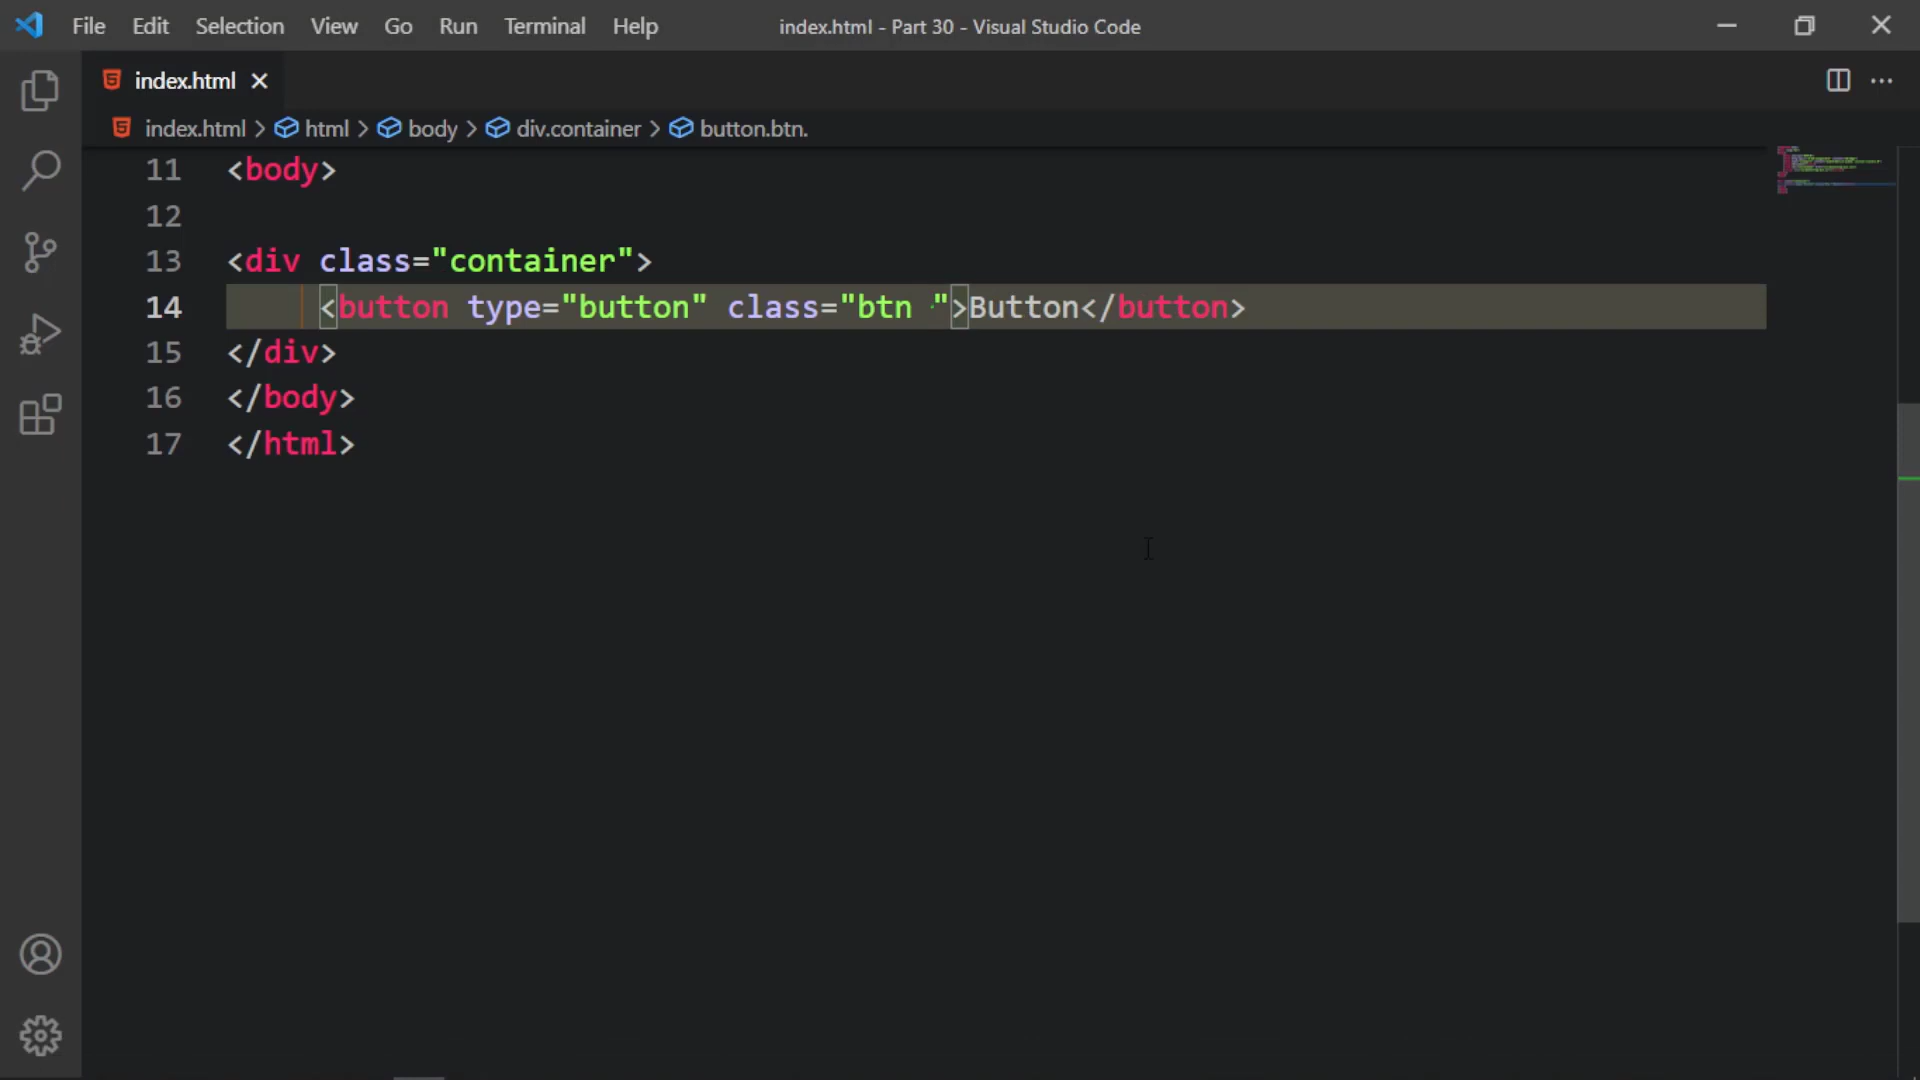 File Edit Selection View Go Run Terminal Help index.html - Part 30 - Visual Studio Code
index.html
index.html > html > body > div.container > button.btn.
11 <body>
12
13 <div class="container">
14 <button type="button" class="btn ">Button</button>
15 </div>
16 </body>
17 </html>